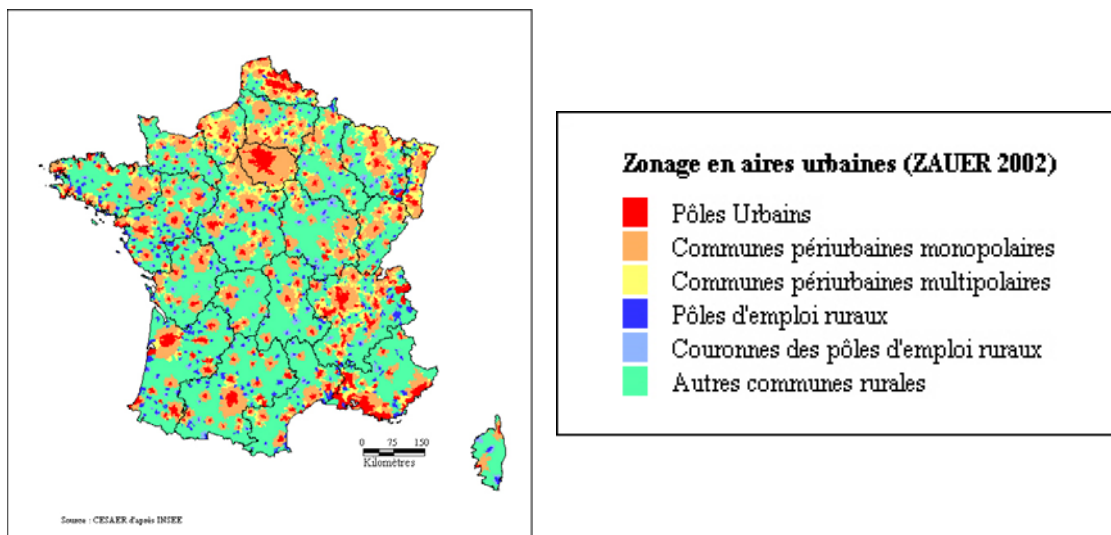 0 75 150
Kilomètres
Source : CESAER d'après INSEE
Zonage en aires urbaines (ZAUER 2002)
Pôles Urbains
Communes périurbaines monopolaires
Communes périurbaines multipolaires
Pôles d'emploi ruraux
Couronnes des pôles d'emploi ruraux
Autres communes rurales